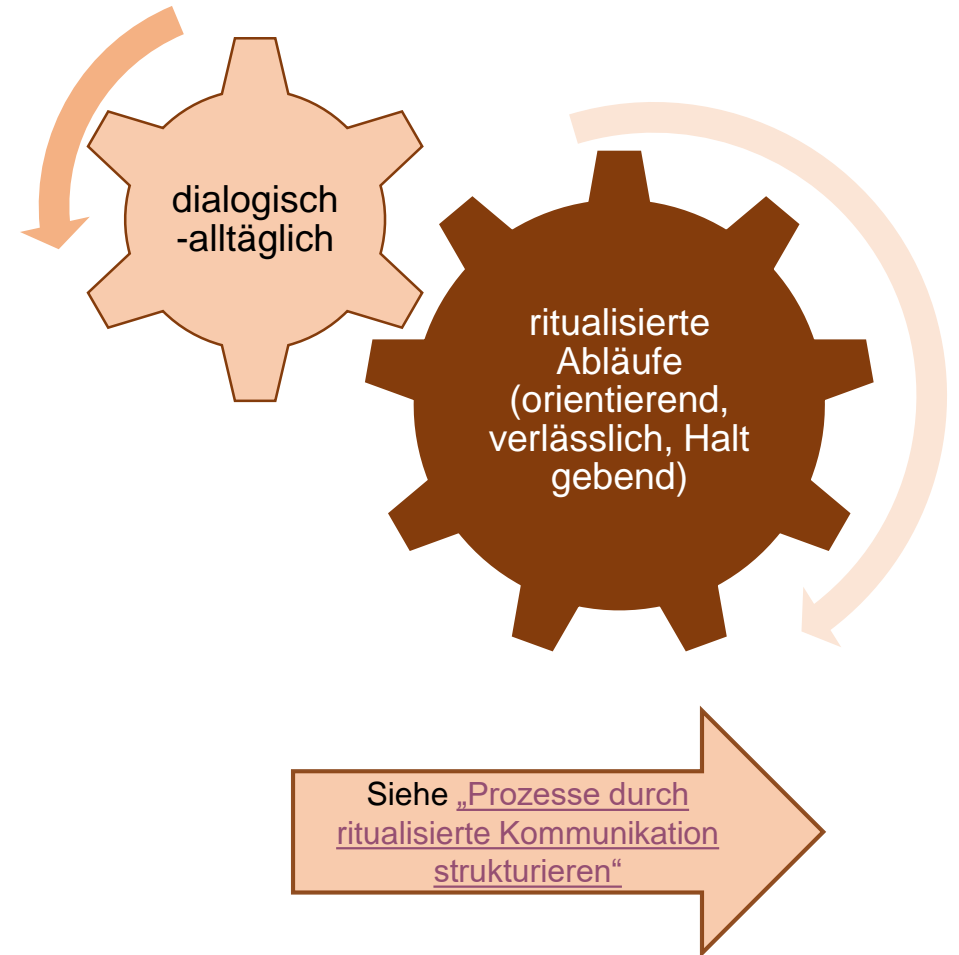 dialogisch
-alltäglich
ritualisierte
Abläufe
(orientierend,
verlässlich, Halt
gebend)
Siehe „Prozesse durch
ritualisierte Kommunikation
strukturieren“